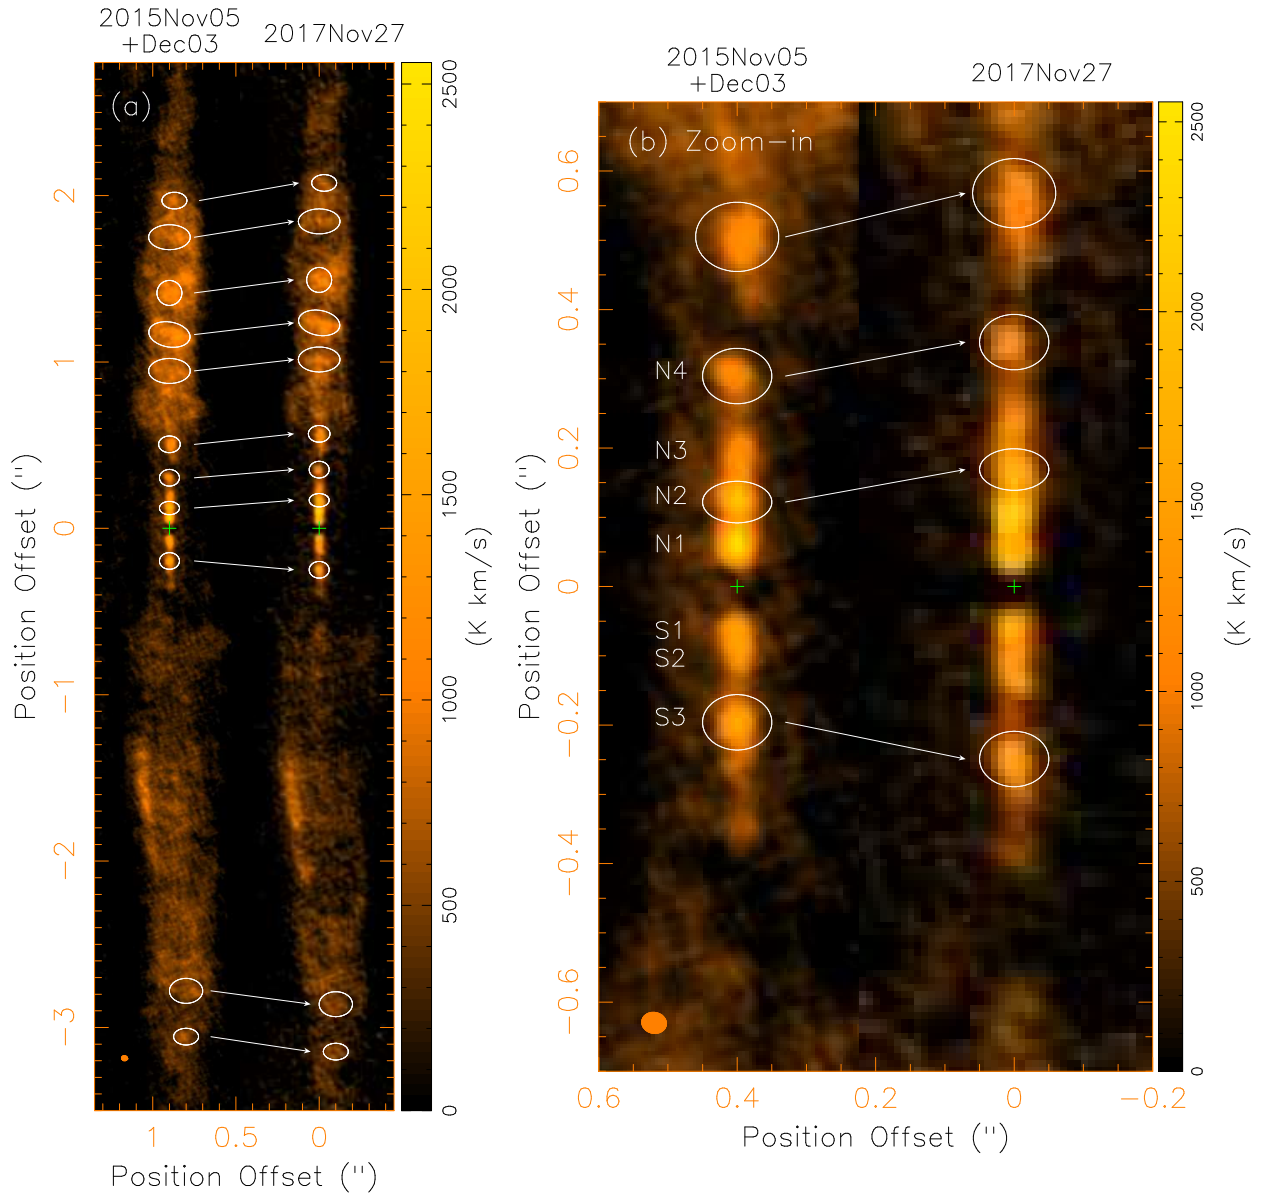 2015Nov05
+Dec03
2017Nov27
(a)
2
1
0
−1
−2
−3
Position Offset (")
1
0.5
0
Position Offset (")
2500
2000
1500
1000
500
0
(K km/s)
2015Nov05
+Dec03
2017Nov27
(b) Zoom−in
N4
N3
N2
N1
S1
S2
S3
0.6
0.4
0.2
0
−0.2
−0.4
−0.6
Position Offset (")
0.6
0.4
0.2
0
−0.2
Position Offset (")
2500
2000
1500
1000
500
0
(K km/s)